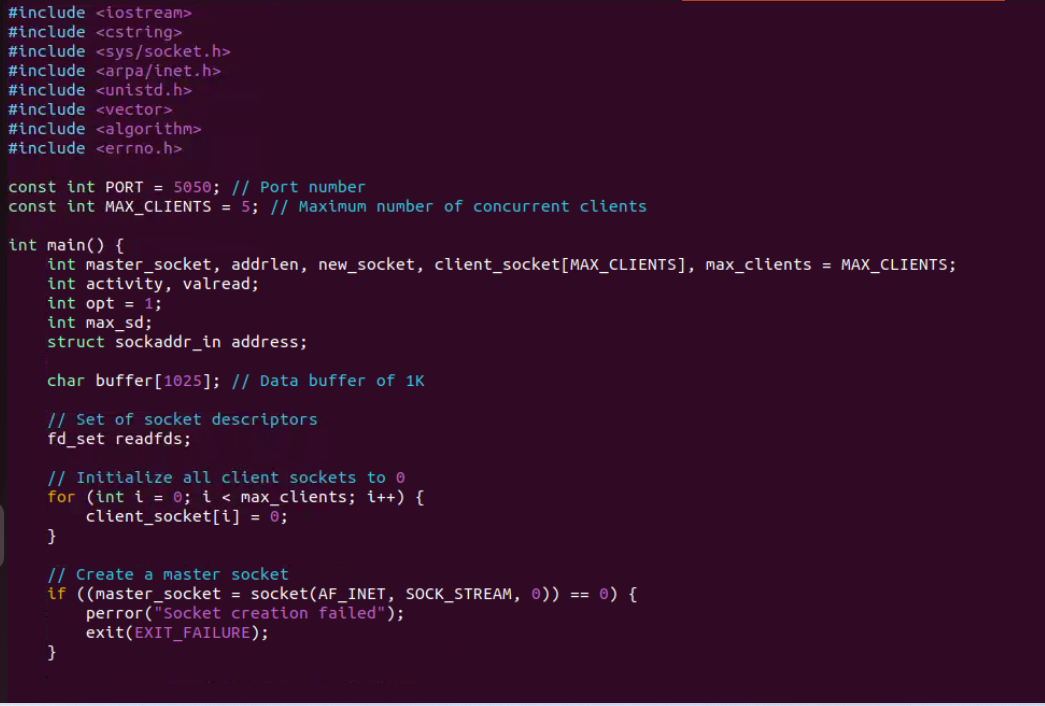 #include <iostream>
#include <cstring>
#include <sys/socket.h>
#include <arpa/inet.h>
#include <unistd.h>
#include <vector>
#include <algorithm>
#include <errno.h>

const int PORT = 5050; // Port number
const int MAX_CLIENTS = 5; // Maximum number of concurrent clients

int main() {
    int master_socket, addrlen, new_socket, client_socket[MAX_CLIENTS], max_clients = MAX_CLIENTS;
    int activity, valread;
    int opt = 1;
    int max_sd;
    struct sockaddr_in address;

    char buffer[1025]; // Data buffer of 1K

    // Set of socket descriptors
    fd_set readfds;

    // Initialize all client sockets to 0
    for (int i = 0; i < max_clients; i++) {
        client_socket[i] = 0;
    }

    // Create a master socket
    if ((master_socket = socket(AF_INET, SOCK_STREAM, 0)) == 0) {
        perror("Socket creation failed");
        exit(EXIT_FAILURE);
    }